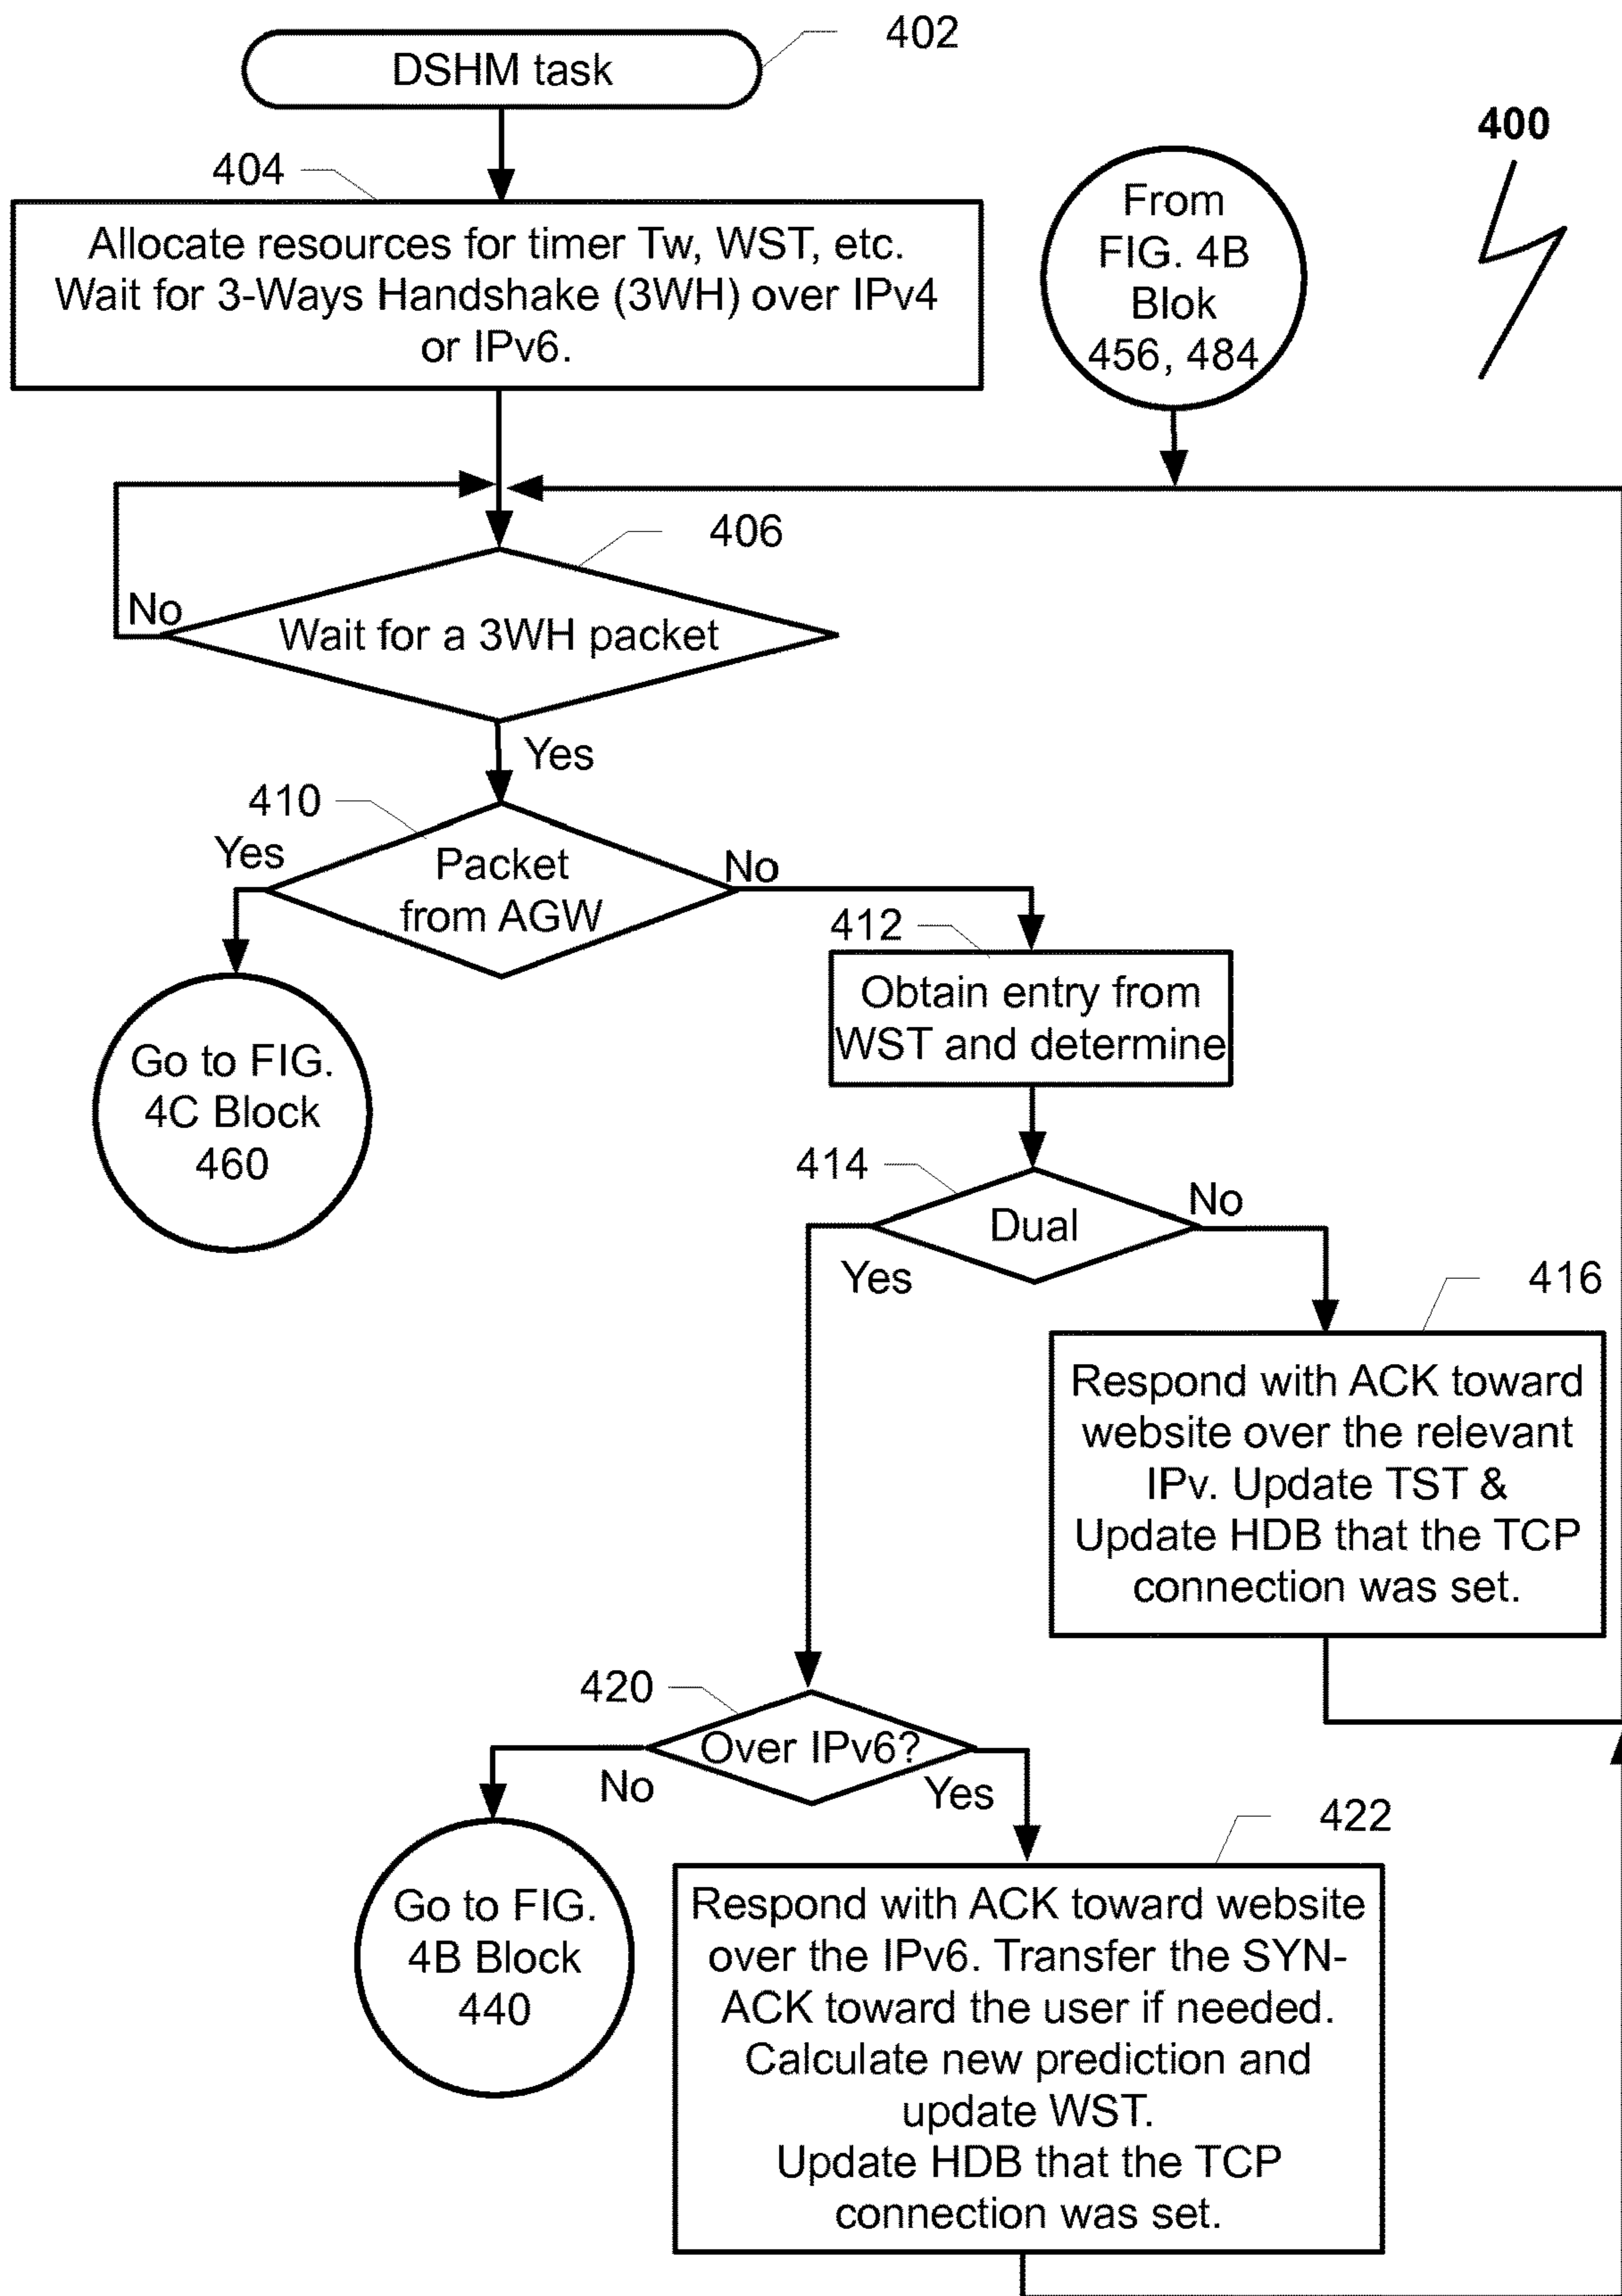 DSHM task
402
400
404
Allocate resources for timer Tw, WST, etc.
Wait for 3-Ways Handshake (3WH) over IPv4
or IPv6.
From
FIG. 4B
Blok
456, 484
406
No
Wait for a 3WH packet
Yes
410
Yes
Packet
from AGW
No
412
Obtain entry from
WST and determine
Go to FIG.
4C Block
460
414
Dual
No
Yes
416
Respond with ACK toward
website over the relevant
IPv. Update TST &
Update HDB that the TCP
connection was set.
420
Over IPv6?
No
Yes
422
Go to FIG.
4B Block
440
Respond with ACK toward website
over the IPv6. Transfer the SYN-
ACK toward the user if needed.
Calculate new prediction and
update WST.
Update HDB that the TCP
connection was set.